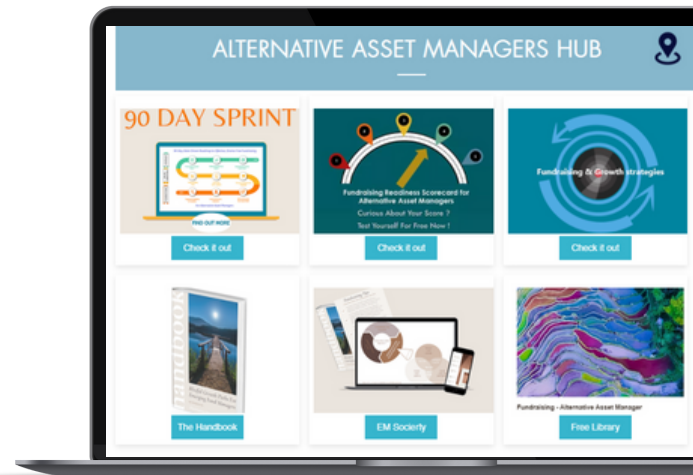 ALTERNATIVE ASSET MANAGERS HUB
90 DAY SPRINT
FIND OUT MORE
Check it out
Fundraising Readiness Scorecard for
Alternative Asset Managers
Curious About Your Score ?
Test Yourself For Free Now !
Check it out
Fundraising & Growth strategies
Check it out
Handbook
The Handbook
EM Socierty
Fundraising - Alternative Asset Manager
Free Library